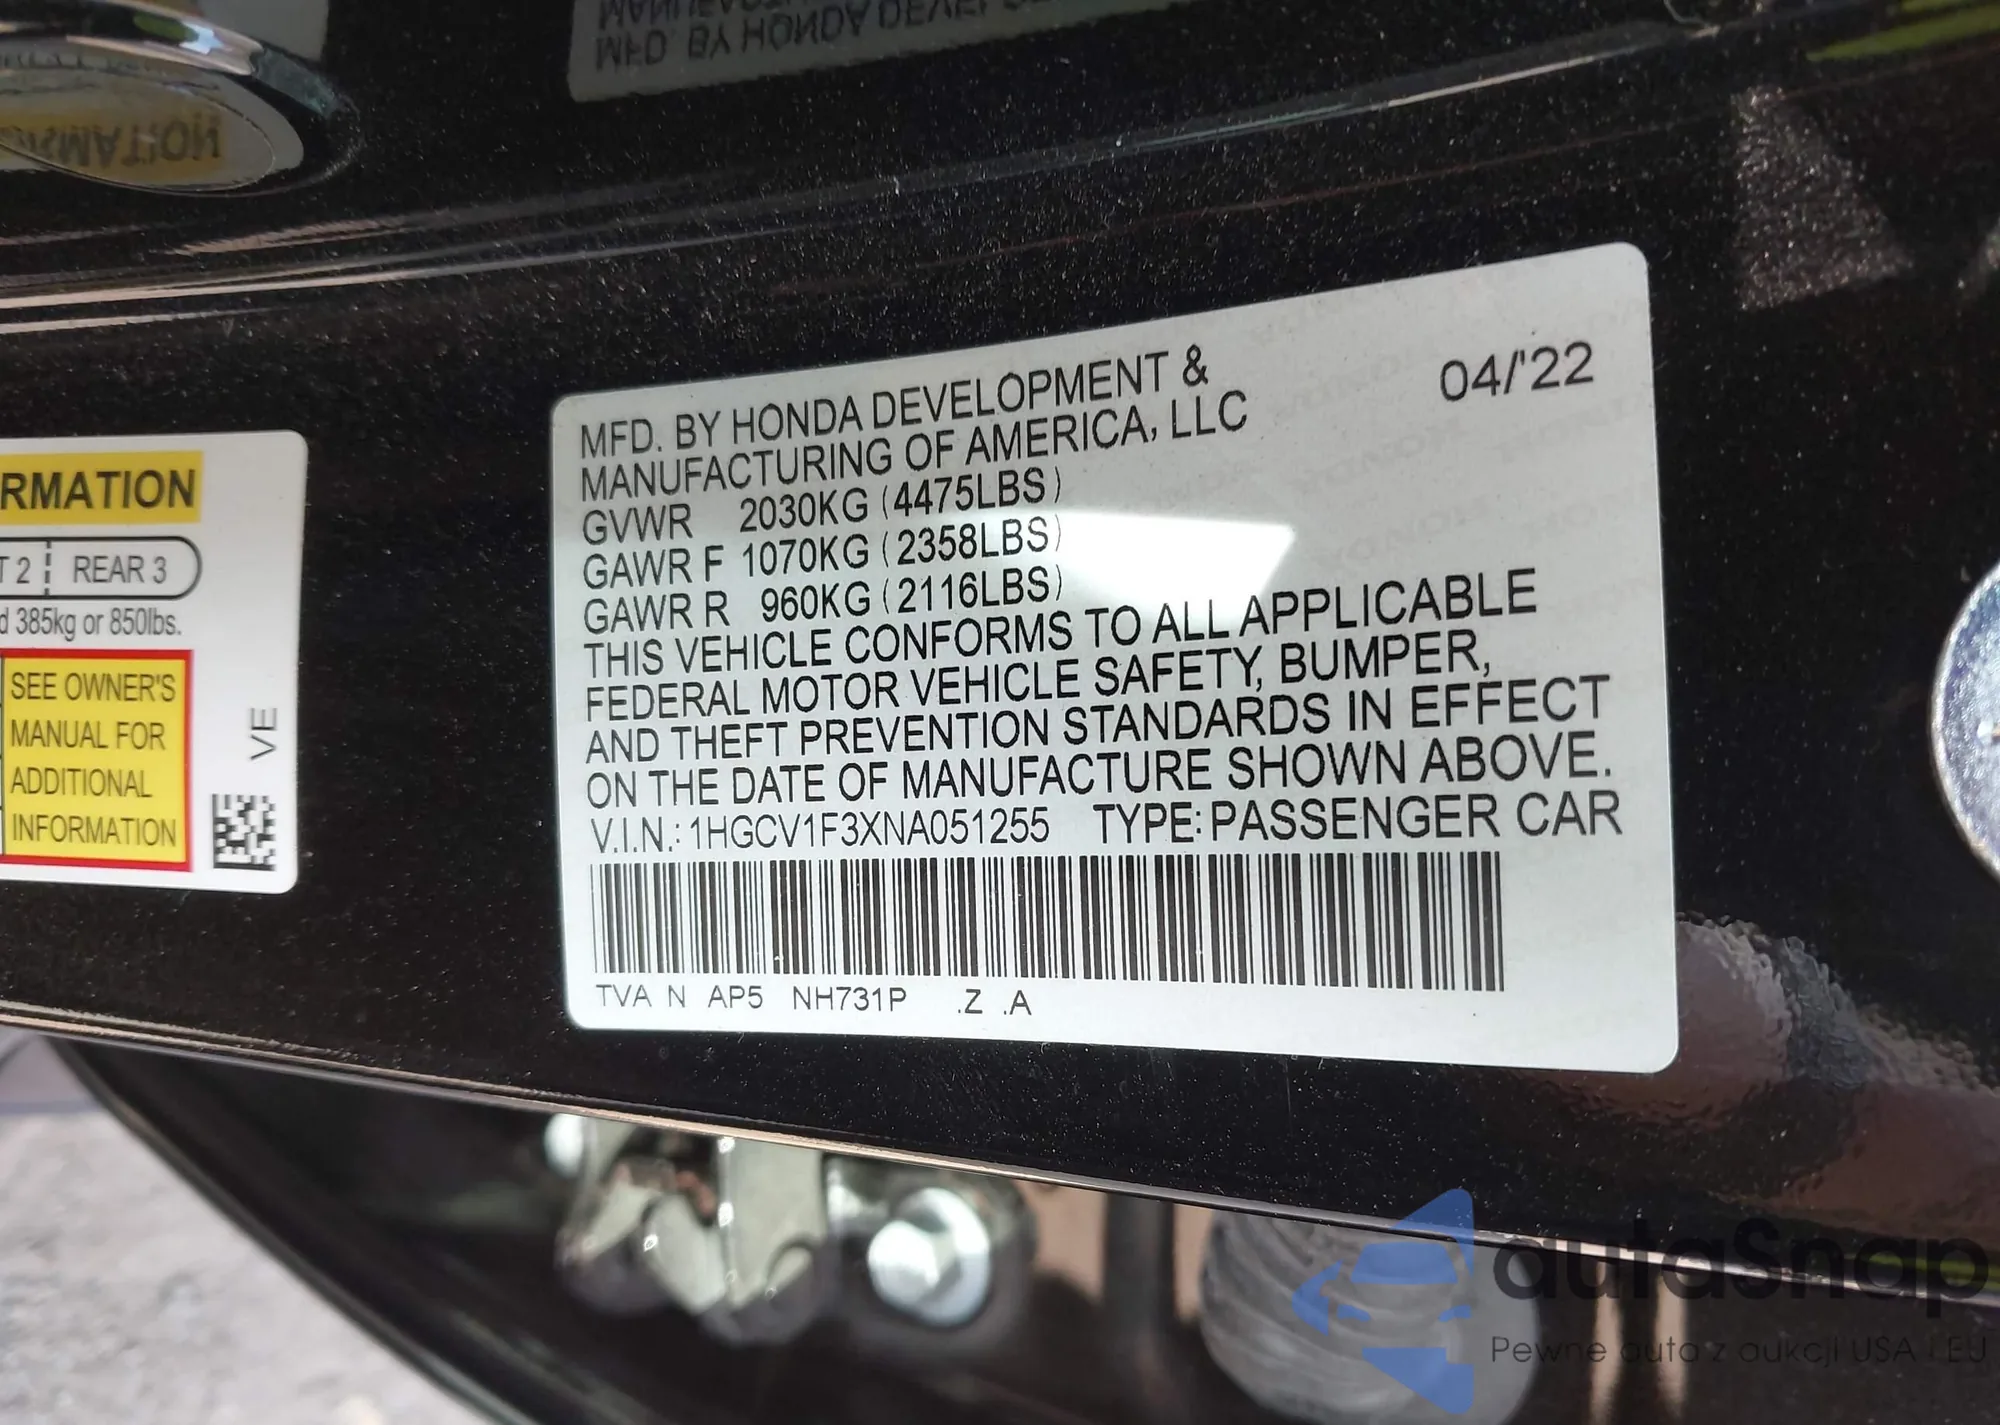 MFD. BY HONDA DEVELOPMENT &
MANUFACTURING OF AMERICA, LLC
04/'22
GVWR 2030KG (4475LBS)
GAWR F 1070KG (2358LBS)
GAWR R 960KG (2116LBS)
THIS VEHICLE CONFORMS TO ALL APPLICABLE
FEDERAL MOTOR VEHICLE SAFETY, BUMPER,
AND THEFT PREVENTION STANDARDS IN EFFECT
ON THE DATE OF MANUFACTURE SHOWN ABOVE.
V.I.N.: 1HGCV1F3XNA051255 TYPE: PASSENGER CAR
TVA N AP5 NH731P .Z .A
RMATION
T 2 REAR 3
d 385kg or 850lbs.
SEE OWNER'S
MANUAL FOR
ADDITIONAL
INFORMATION
VE
MFD. BY HONDA DEVEL
autaSnap
Pewne auta z aukcji USA i EU